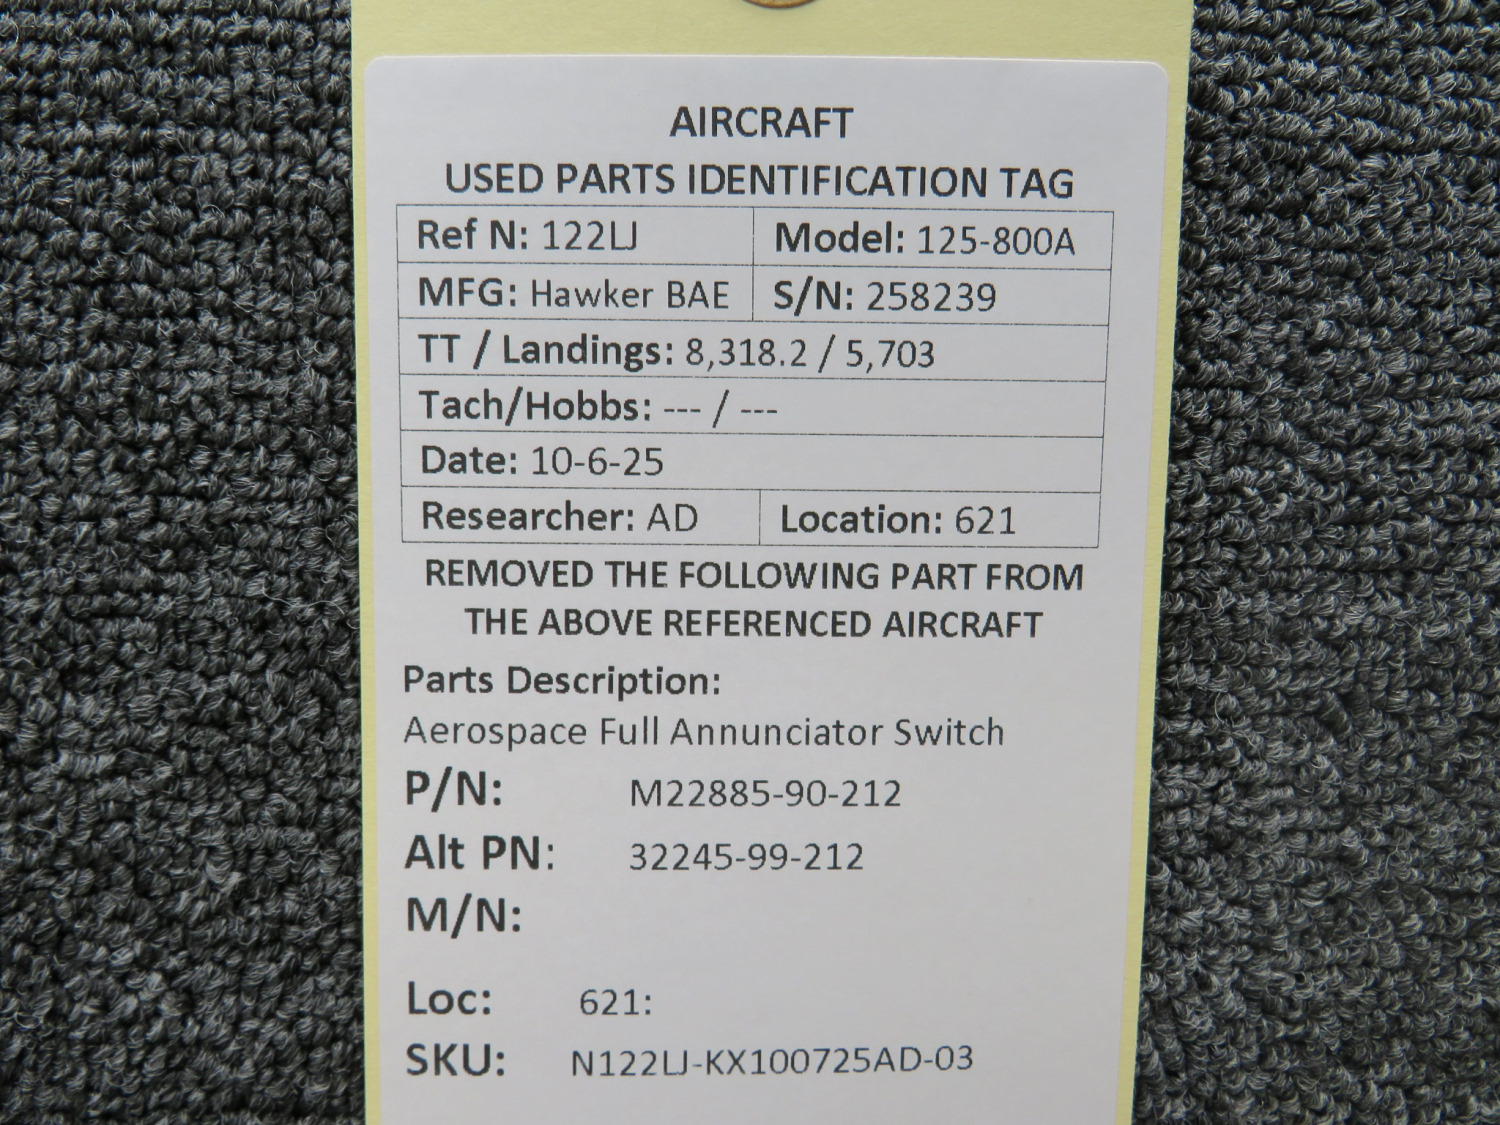 AIRCRAFT
USED PARTS IDENTIFICATION TAG
Ref N: 122LJ Model: 125-800A
MFG: Hawker BAE S/N: 258239
TT / Landings: 8,318.2 / 5,703
Tach/Hobbs: --- / ---
Date: 10-6-25
Researcher: AD Location: 621
REMOVED THE FOLLOWING PART FROM
THE ABOVE REFERENCED AIRCRAFT
Parts Description:
Aerospace Full Annunciator Switch
P/N: M22885-90-212
Alt PN: 32245-99-212
M/N:
Loc: 621:
SKU: N122LJ-KX100725AD-03